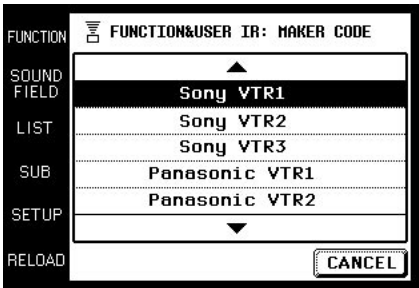 FUNCTION
SOUND
FIELD
LIST
SUB
SETUP
RELOAD
FUNCTION&USER IR: MAKER CODE
Sony VTR1
Sony VTR2
Sony VTR3
Panasonic VTR1
Panasonic VTR2
CANCEL